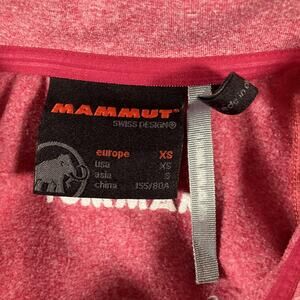 MAMMUT
SWISS DESIGN®
europe XS
usa XS
asia S
china 155/80A